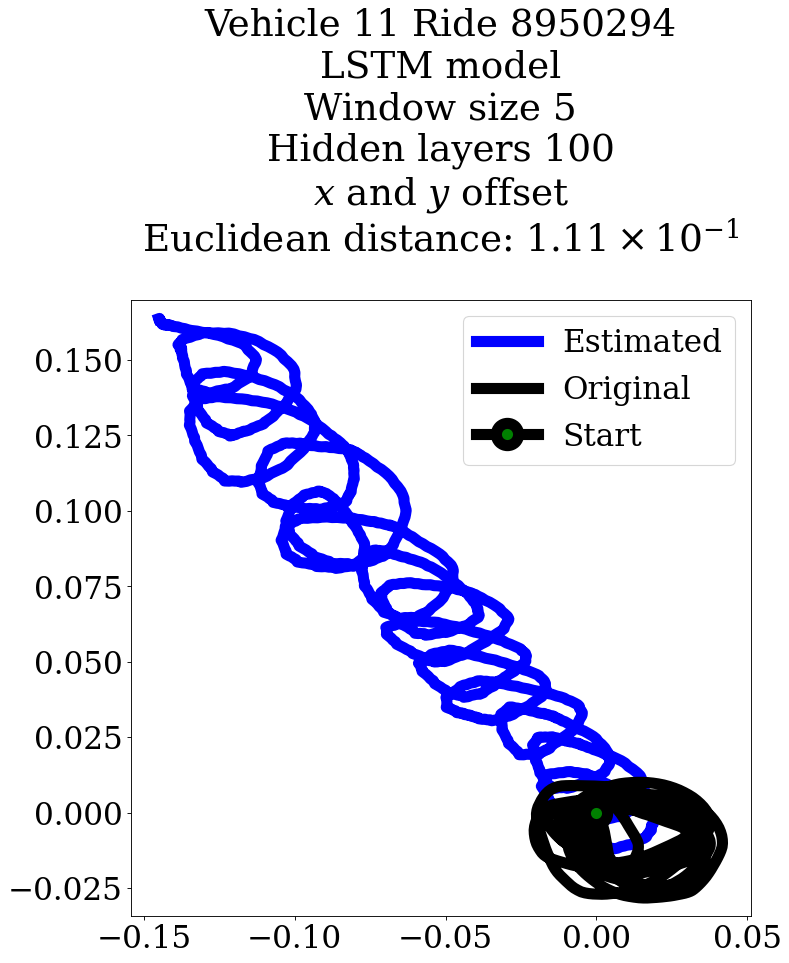 Vehicle 11 Ride 8950294
LSTM model
Window size 5
Hidden layers 100
x and y offset
Euclidean distance: 1.11 × 10⁻¹
Estimated
Original
Start
0.150
0.125
0.100
0.075
0.050
0.025
0.000
−0.025
−0.15 −0.10 −0.05 0.00 0.05